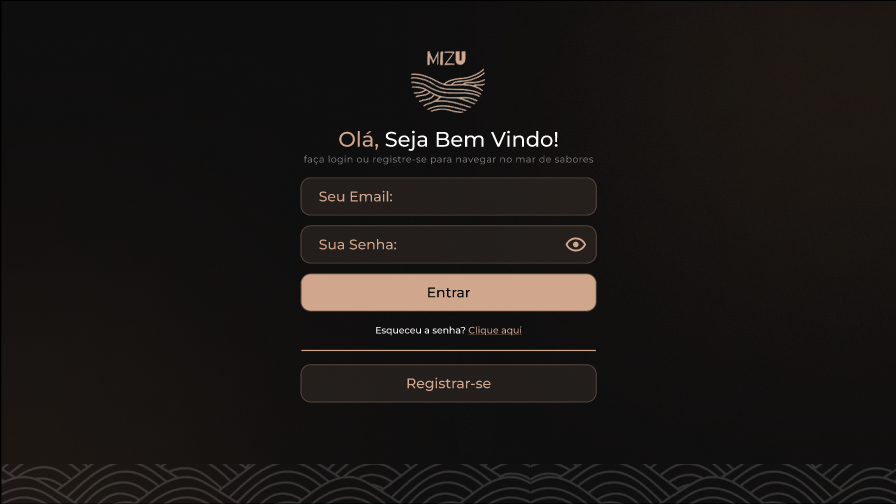 MIZU
Olá, Seja Bem Vindo!
faça login ou registre-se para navegar no mar de sabores
Seu Email:
Sua Senha:
Entrar
Esqueceu a senha? Clique aquí
Registrar-se